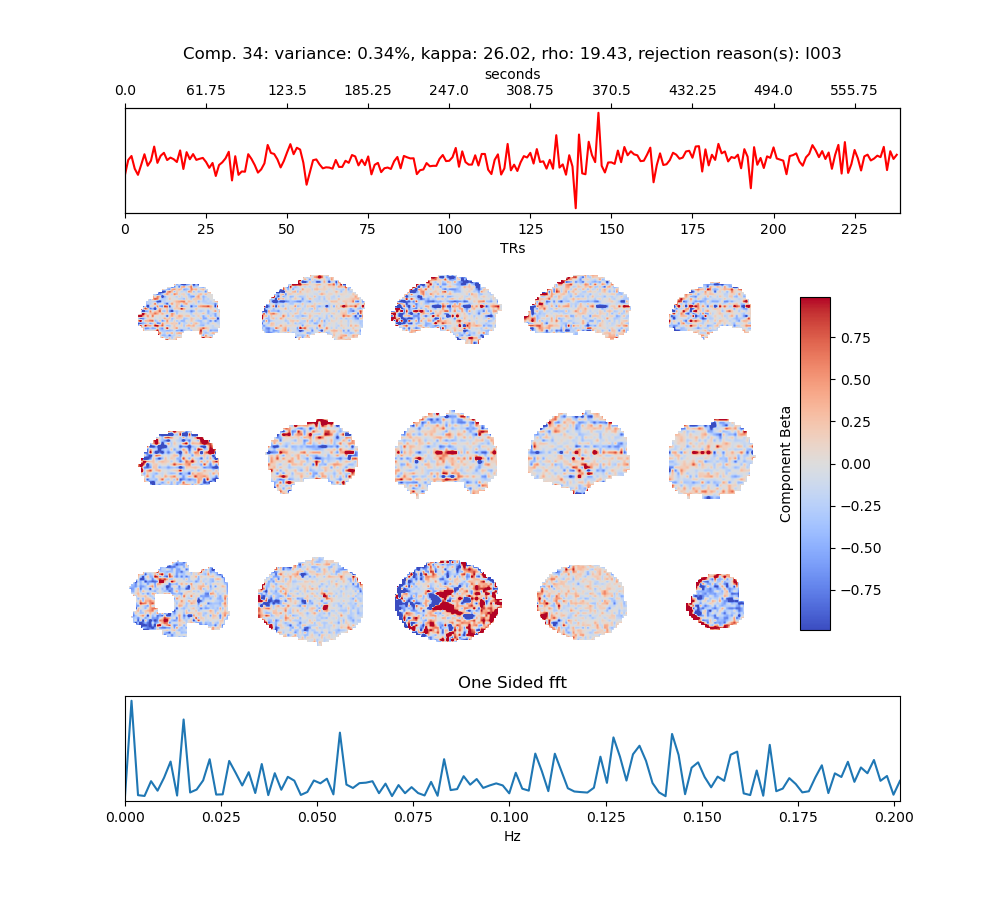 Comp. 34: variance: 0.34%, kappa: 26.02, rho: 19.43, rejection reason(s): I003
seconds
0.0 61.75 123.5 185.25 247.0 308.75 370.5 432.25 494.0 555.75
0 25 50 75 100 125 150 175 200 225
TRs
0.75
0.50
0.25
0.00
−0.25
−0.50
−0.75
Component Beta
One Sided fft
0.000 0.025 0.050 0.075 0.100 0.125 0.150 0.175 0.200
Hz